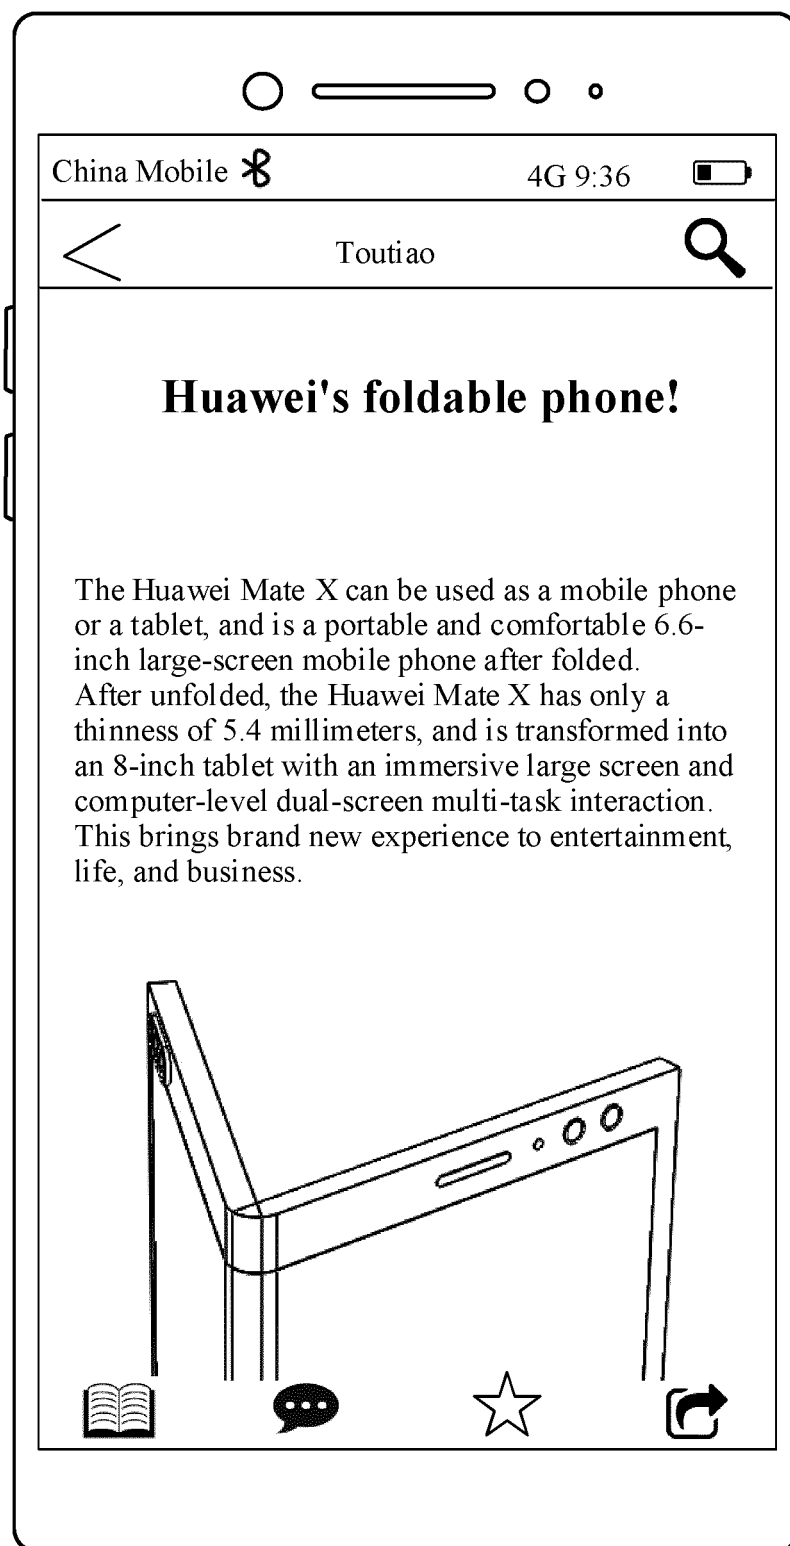 China Mobile 4G 9:36
Toutiao
Huawei's foldable phone!
The Huawei Mate X can be used as a mobile phone
or a tablet, and is a portable and comfortable 6.6-
inch large-screen mobile phone after folded.
After unfolded, the Huawei Mate X has only a
thinness of 5.4 millimeters, and is transformed into
an 8-inch tablet with an immersive large screen and
computer-level dual-screen multi-task interaction.
This brings brand new experience to entertainment,
life, and business.